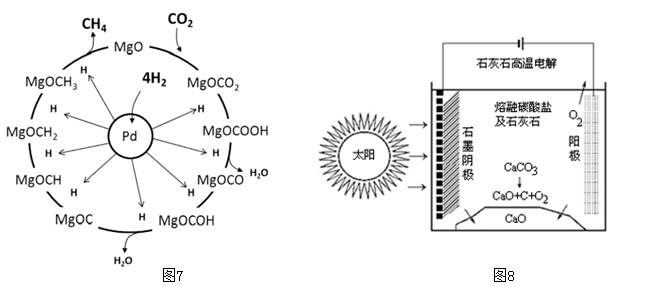 CH4
CO2
MgO
H
MgOCH3
4H2
H
MgOCO2
H
H
MgOCH2
Pd
MgOCOOH
H
H
H2O
MgOCH
H
H
MgOCO
MgOC
H
MgOCOH
H2O
图7
石灰石高温电解
熔融碳酸盐
及石灰石
O2
阳极
石墨阴极
太阳
CaCO3
CaO+C+O2
CaO
图8